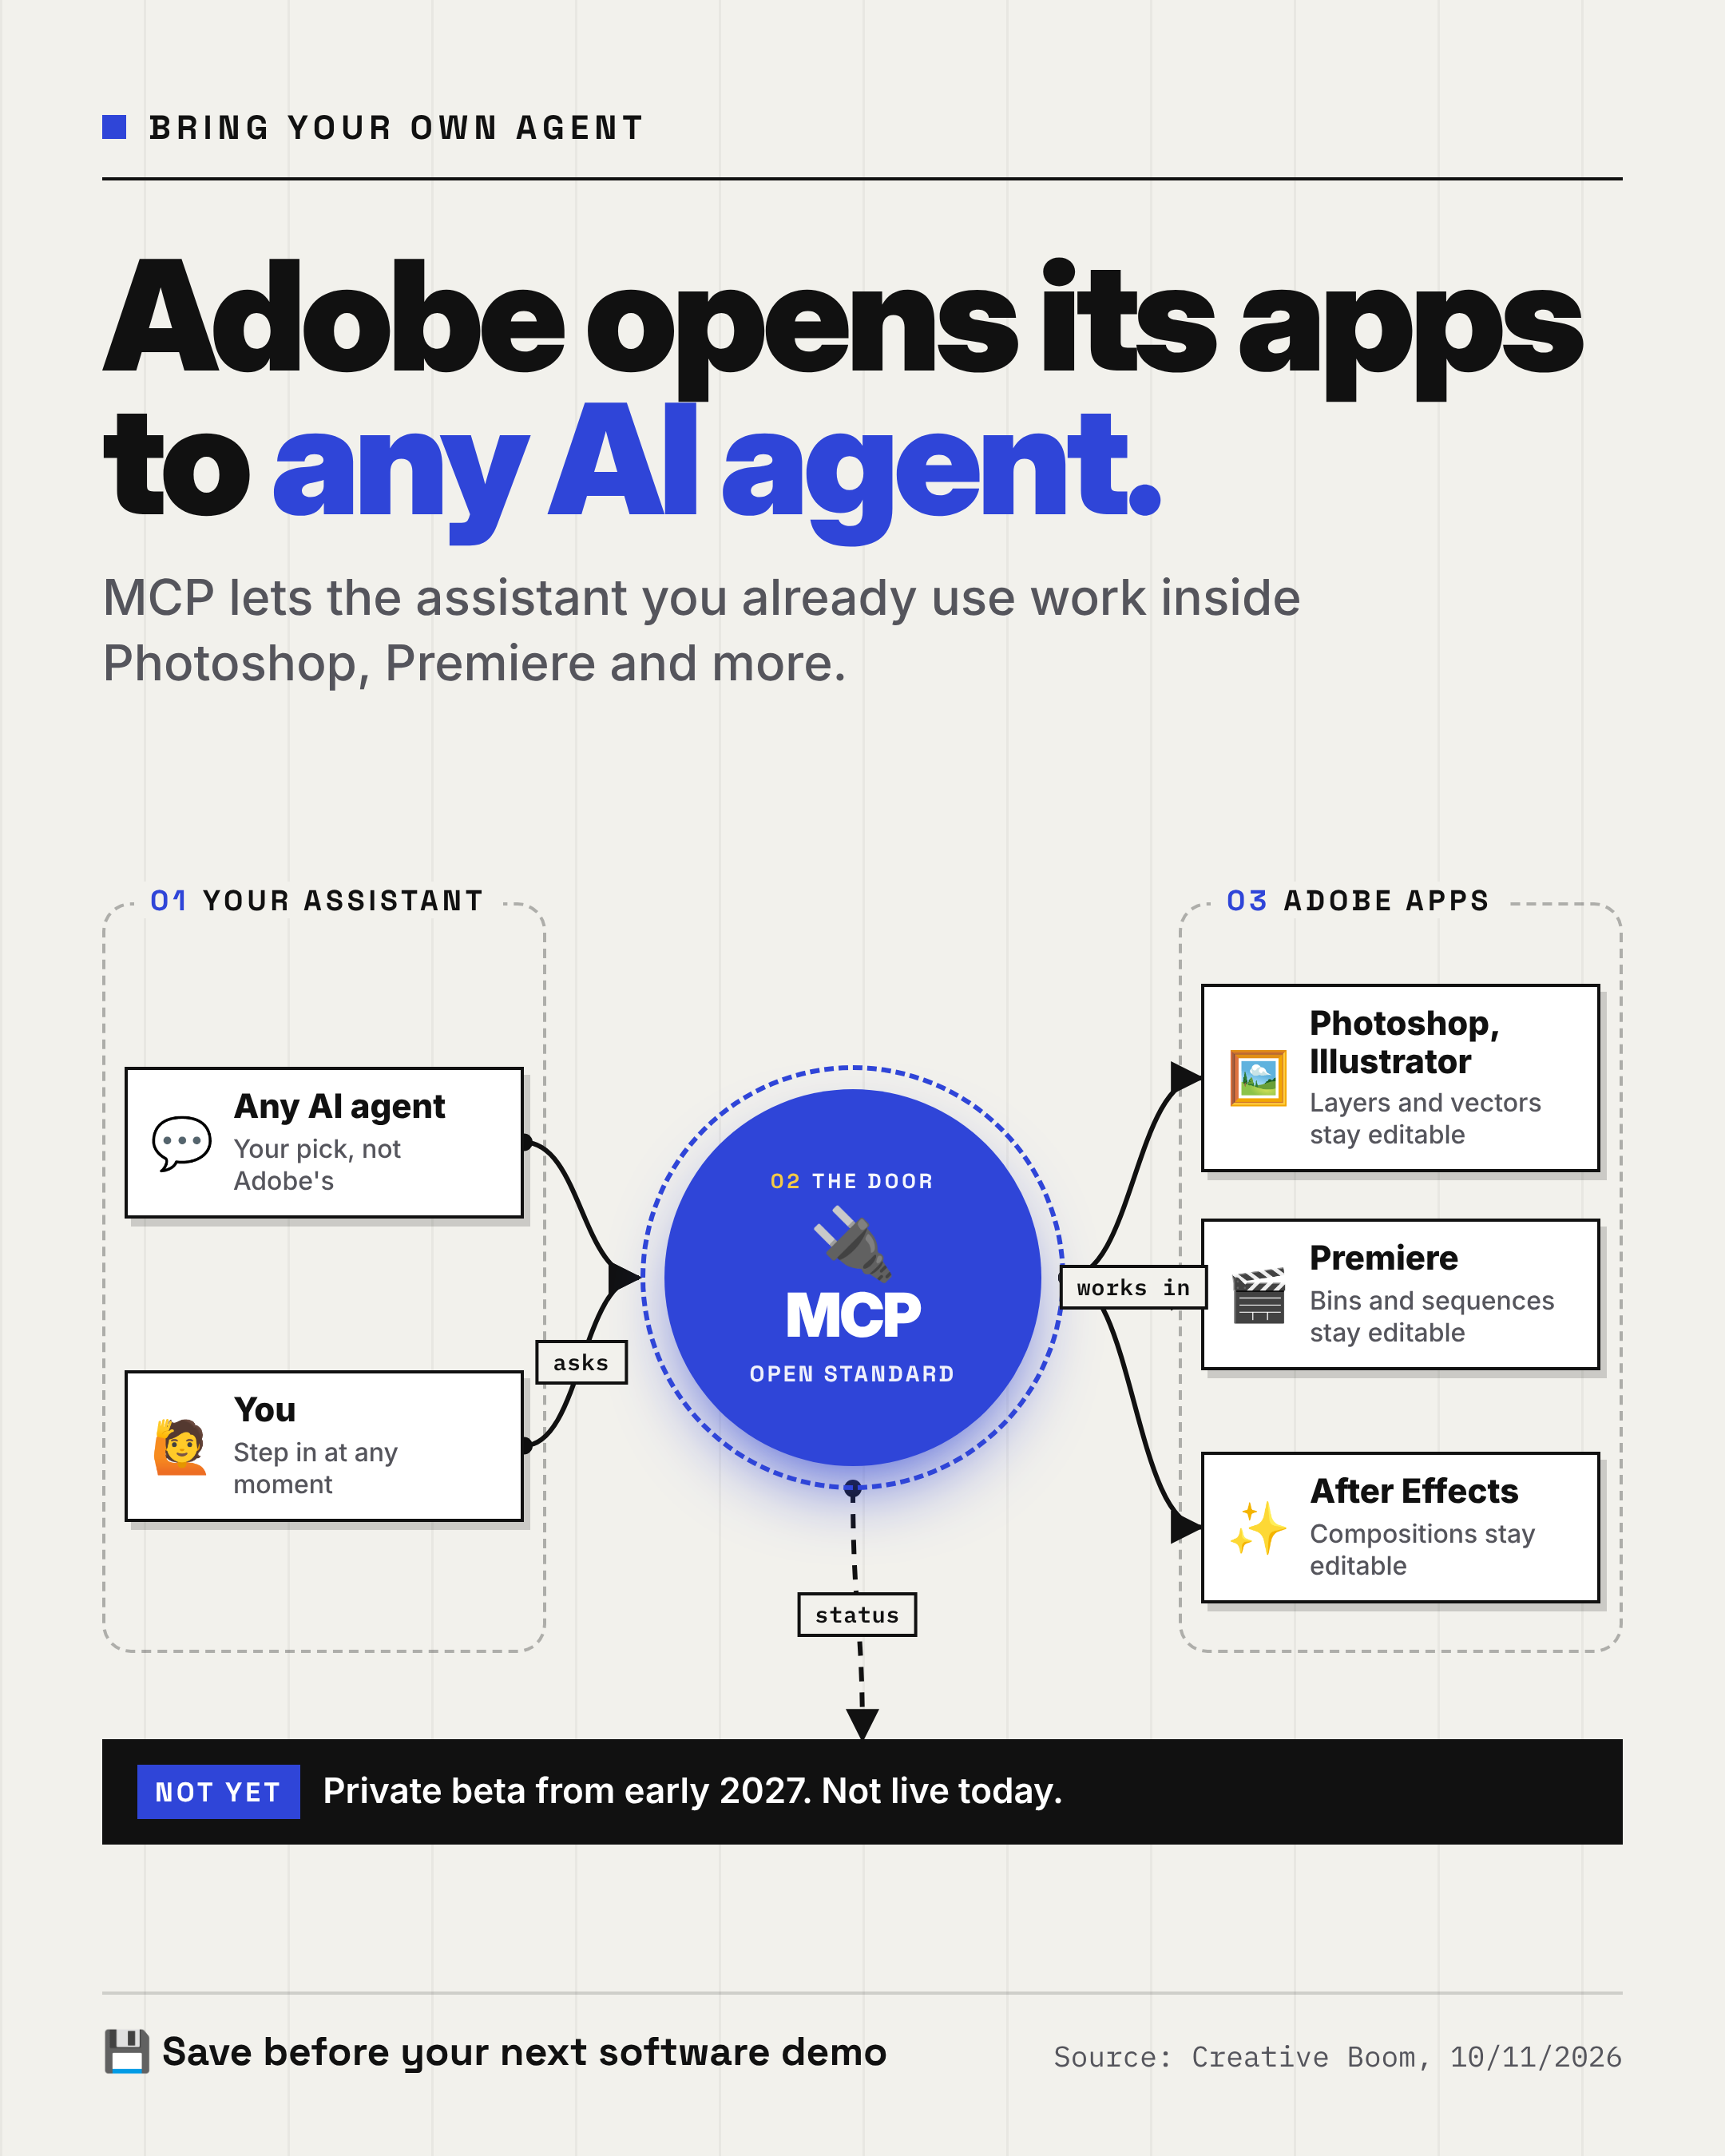 BRING YOUR OWN AGENT
Adobe opens its apps
to any AI agent.
MCP lets the assistant you already use work inside
Photoshop, Premiere and more.
01 YOUR ASSISTANT
Any AI agent
Your pick, not
Adobe's
You
Step in at any
moment
asks
02 THE DOOR
MCP
OPEN STANDARD
works in
status
03 ADOBE APPS
Photoshop,
Illustrator
Layers and vectors
stay editable
Premiere
Bins and sequences
stay editable
After Effects
Compositions stay
editable
NOT YET Private beta from early 2027. Not live today.
Save before your next software demo
Source: Creative Boom, 10/11/2026